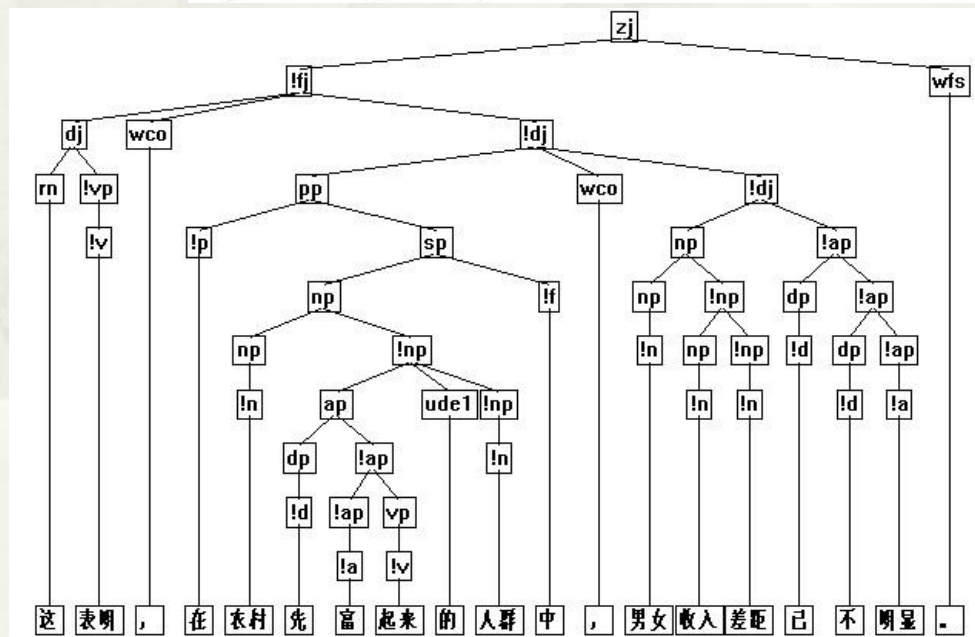 zj
!fj wfs
dj wco !dj
rn !vp pp wco !dj
!v !p sp np !ap
np !f np !np dp !ap
np !np !n np !np !d dp !ap
!n ap ude1 !np !n !n !d !a
dp !ap !n
!d !ap vp
!a !v
这 表明 , 在 农村 先 富 起来 的 人群 中 , 男女 收入 差距 已 不 明显 。